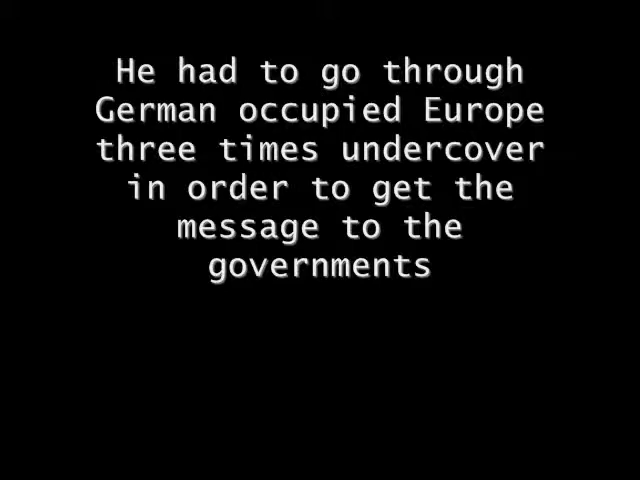 He had to go through
German occupied Europe
three times undercover
in order to get the
message to the
governments